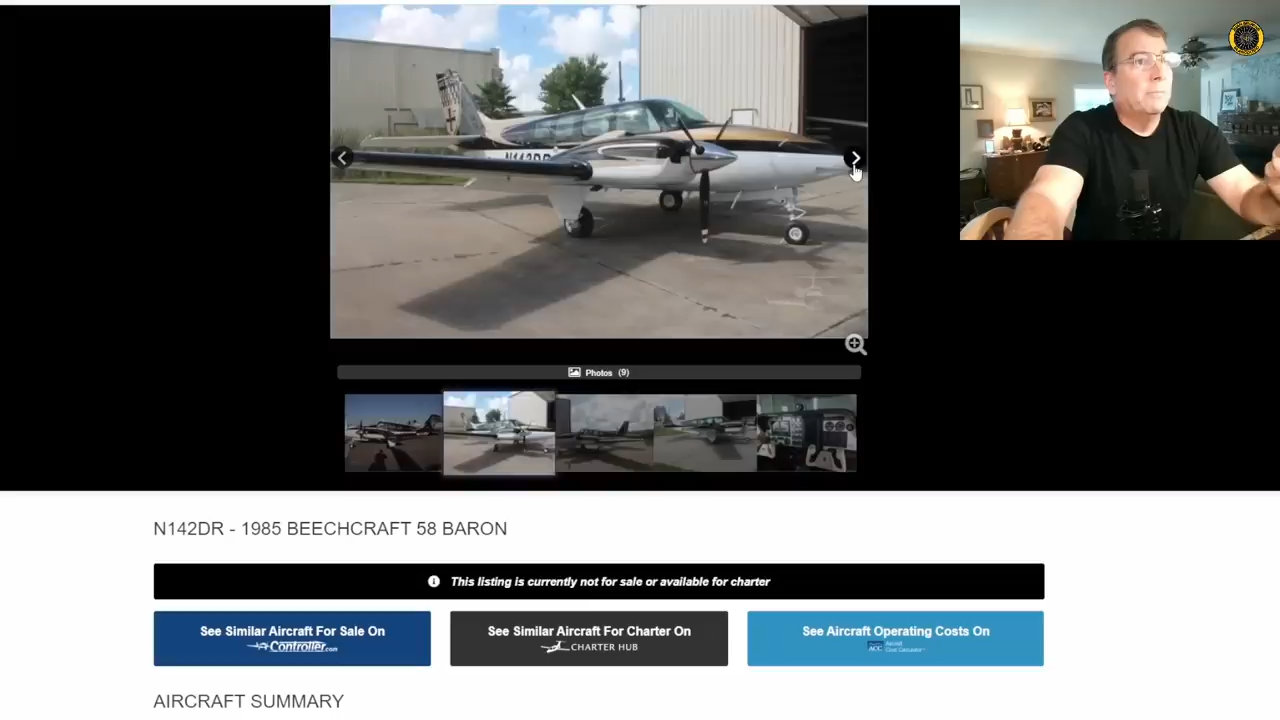 Photos (9)
N142DR - 1985 BEECHCRAFT 58 BARON
This listing is currently not for sale or available for charter
See Similar Aircraft For Sale On
Controller.com
See Similar Aircraft For Charter On
CHARTER HUB
See Aircraft Operating Costs On
ACC
AIRCRAFT SUMMARY